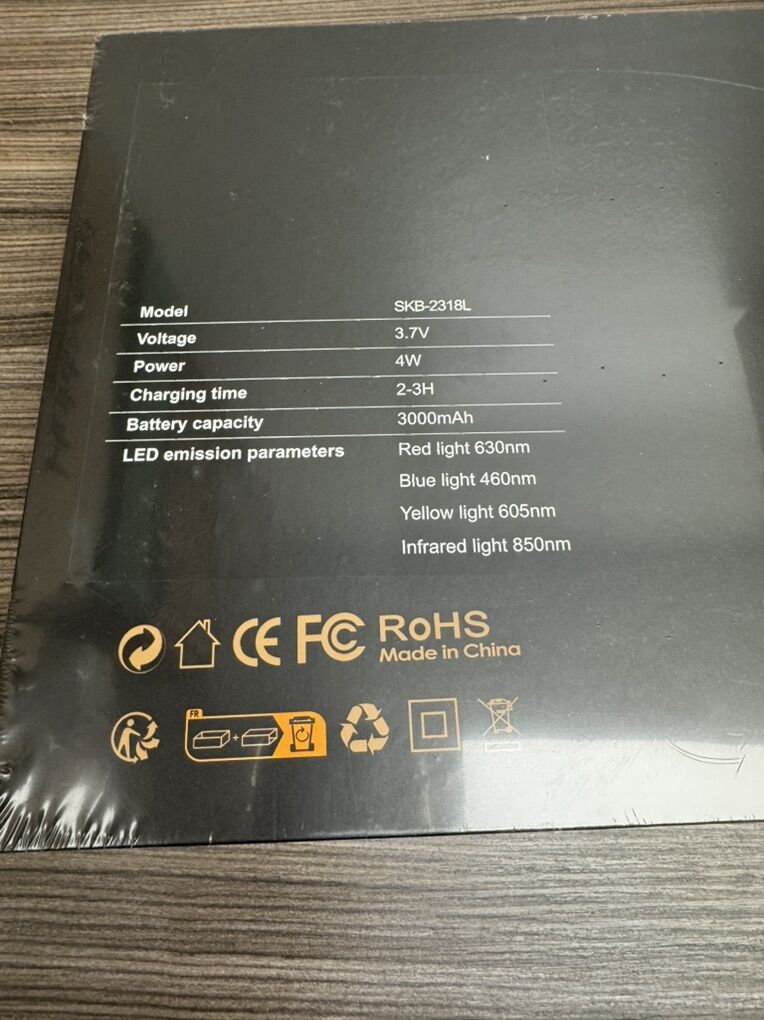 Model SKB-2318L
Voltage 3.7V
Power 4W
Charging time 2-3H
Battery capacity 3000mAh
LED emission parameters Red light 630nm
Blue light 460nm
Yellow light 605nm
Infrared light 850nm
CE FC RoHS
Made in China
FR
+